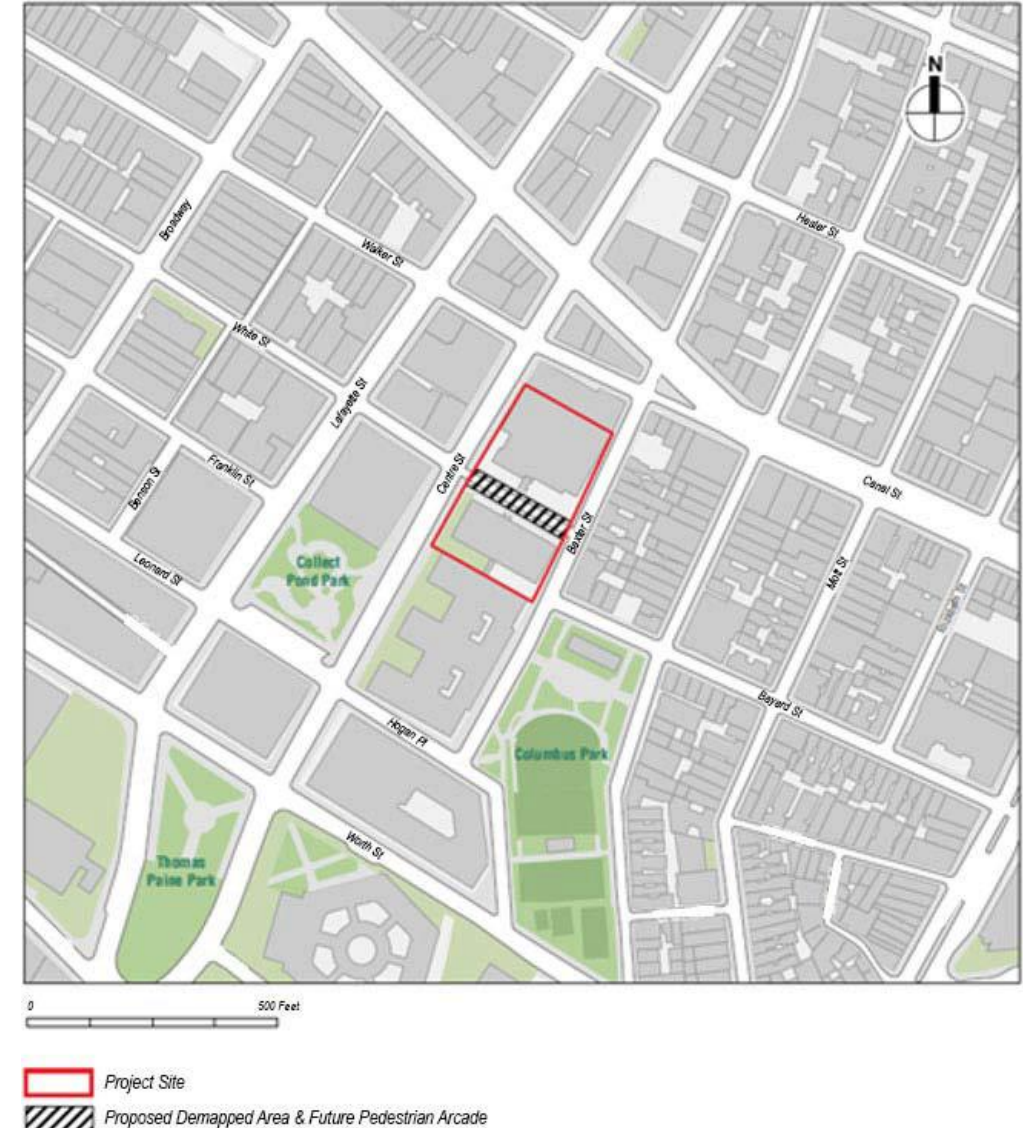 N
Hester St
Broadway
Walker St
White St
Lafayette St
Centre St
Canal St
Franklin St
Benson St
Baxter St
Leonard St
Collect
Pond Park
Mott St
Bayard St
Hogan Pl
Columbus Park
Worth St
Thomas
Paine Park
0 500 Feet
Project Site
Proposed Demapped Area & Future Pedestrian Arcade